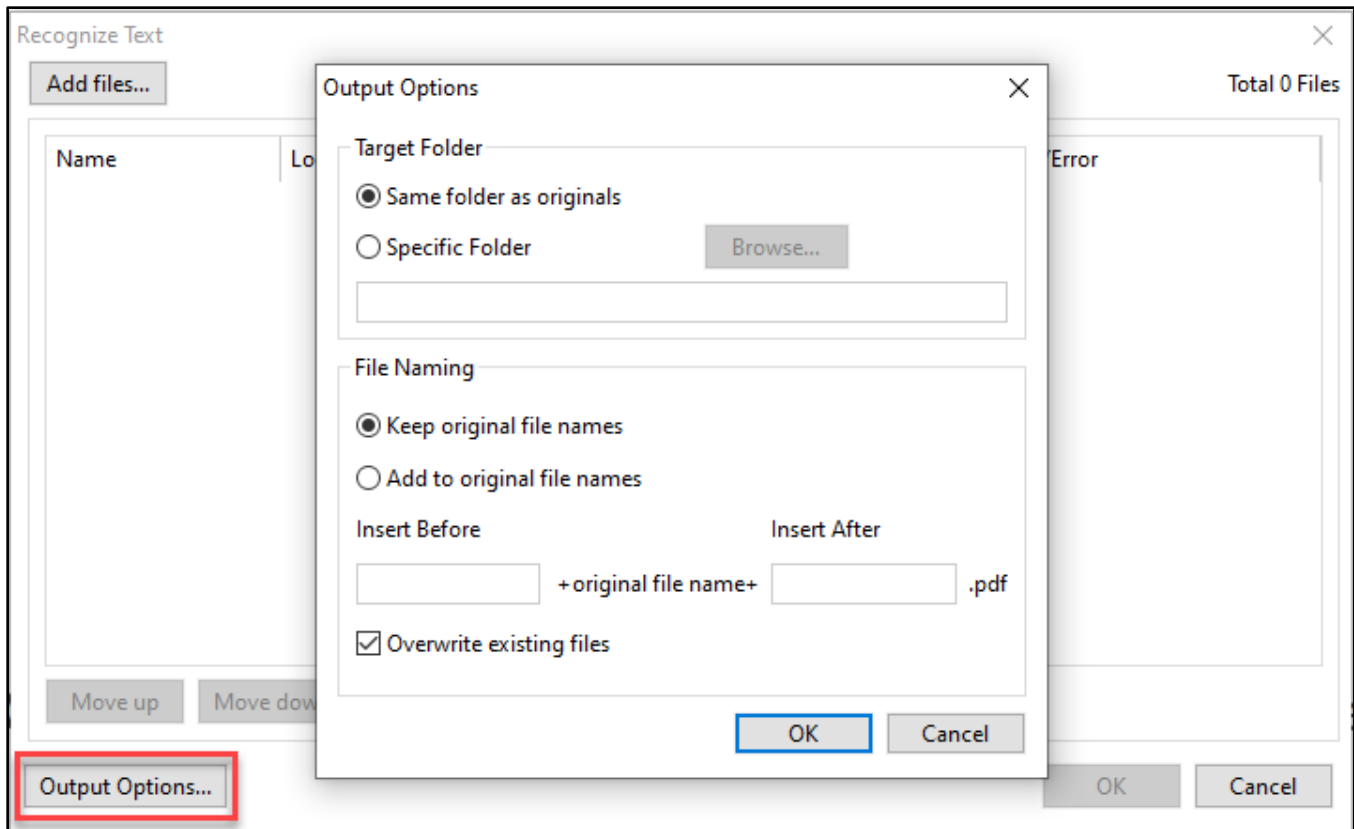 Recognize Text
Add files...
Total 0 Files
Name
Lo
/Error
Output Options
Target Folder
Same folder as originals
Specific Folder
Browse...
File Naming
Keep original file names
Add to original file names
Insert Before Insert After
+original file name+ .pdf
Overwrite existing files
OK Cancel
Move up Move dow
Output Options...
OK Cancel